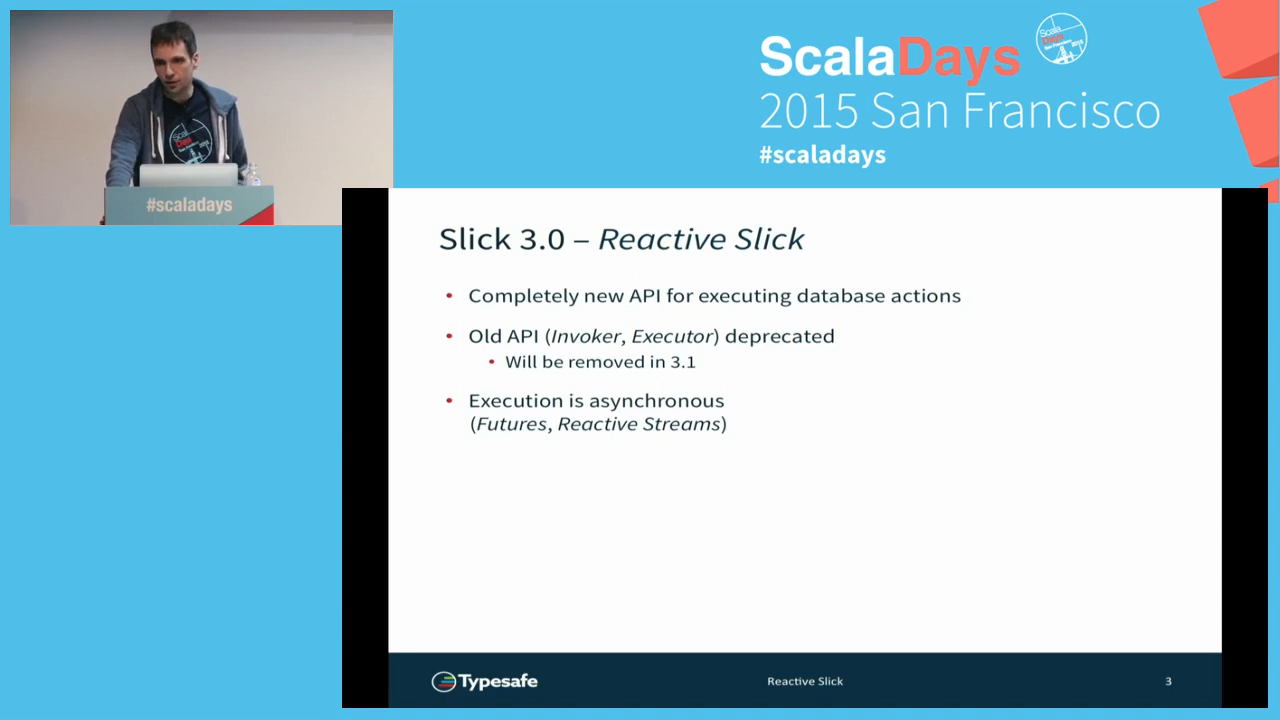 ScalaDays
2015 San Francisco
#scaladays
#scaladays
Slick 3.0 – Reactive Slick
• Completely new API for executing database actions
• Old API (Invoker, Executor) deprecated
• Will be removed in 3.1
• Execution is asynchronous
(Futures, Reactive Streams)
Typesafe
Reactive Slick
3